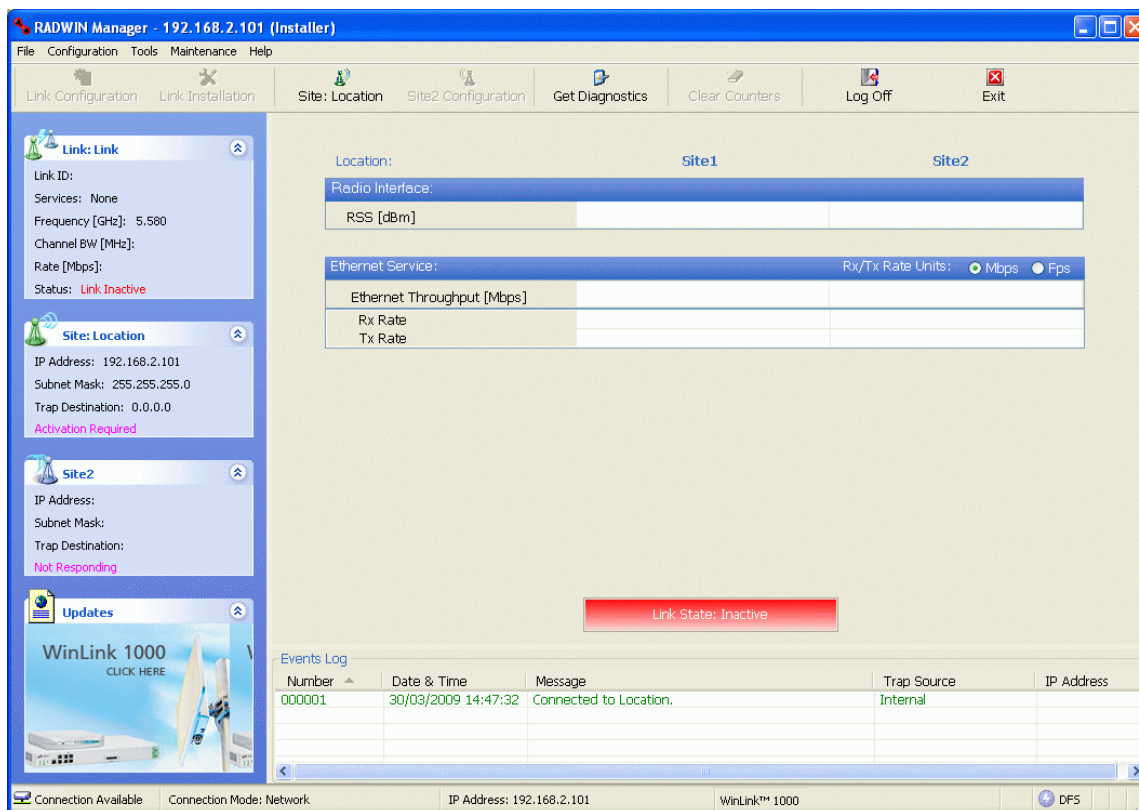 RADWIN Manager - 192.168.2.101 (Installer)
File Configuration Tools Maintenance Help
Link Configuration Link Installation Site: Location Site2 Configuration Get Diagnostics Clear Counters Log Off Exit
Link: Link
Link ID:
Services: None
Frequency [GHz]: 5.580
Channel BW [MHz]:
Rate [Mbps]:
Status: Link Inactive
Site: Location
IP Address: 192.168.2.101
Subnet Mask: 255.255.255.0
Trap Destination: 0.0.0.0
Activation Required
Site2
IP Address:
Subnet Mask:
Trap Destination:
Not Responding
Updates
WinLink 1000
CLICK HERE
Location: Site1 Site2
Radio Interface:
RSS [dBm]
Ethernet Service: Rx/Tx Rate Units: Mbps Fps
Ethernet Throughput [Mbps]
Rx Rate
Tx Rate
Link State: Inactive
Events Log
Number Date & Time Message Trap Source IP Address
000001 30/03/2009 14:47:32 Connected to Location. Internal
Connection Available Connection Mode: Network IP Address: 192.168.2.101 WinLink™ 1000 DFS